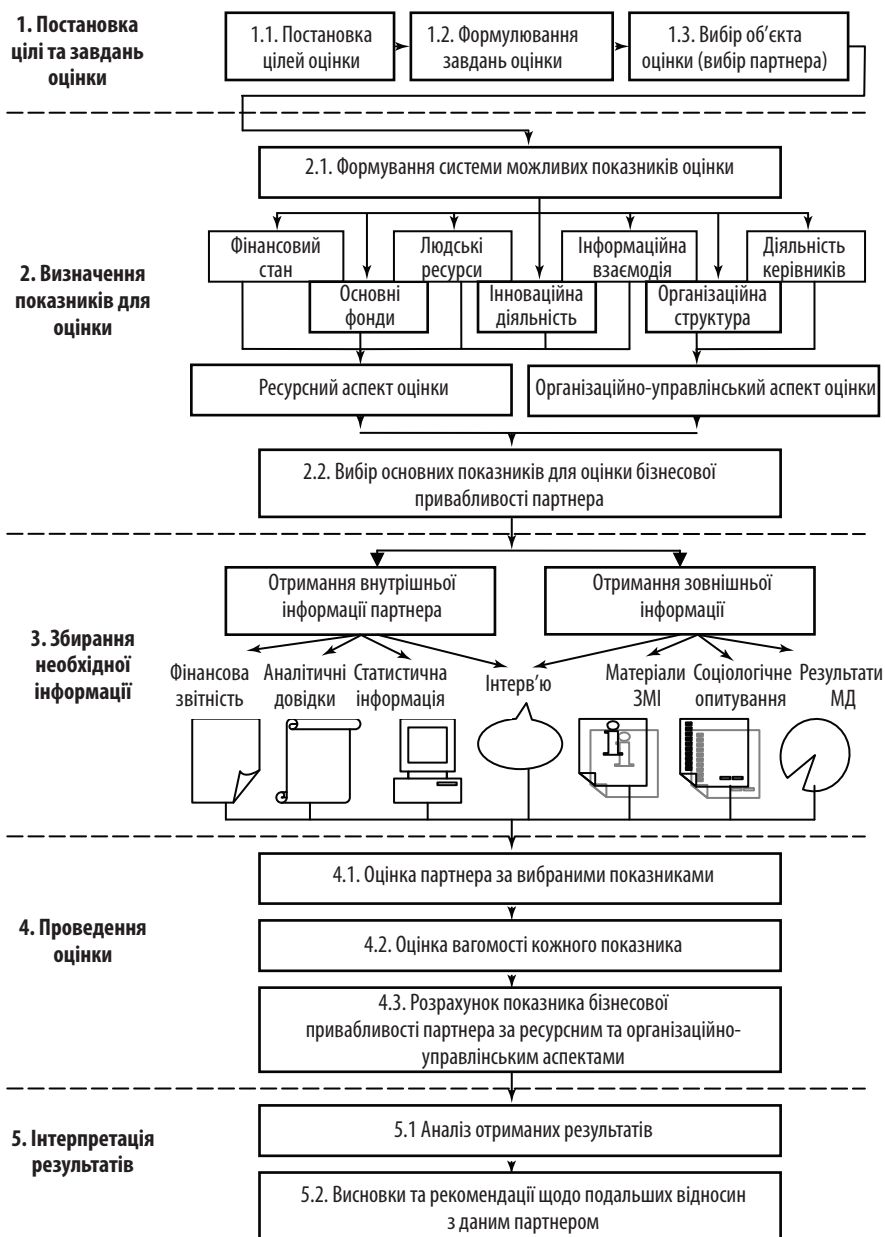 1. Постановка
цілі та завдань
оцінки
1.1. Постановка
цілей оцінки
1.2. Формулювання
завдань оцінки
1.3. Вибір об’єкта
оцінки (вибір партнера)
2. Визначення
показників для
оцінки
2.1. Формування системи можливих показників оцінки
Фінансовий
стан
Основні
фонди
Людські
ресурси
Інноваційна
діяльність
Інформаційна
взаємодія
Організаційна
структура
Діяльність
керівників
Ресурсний аспект оцінки
Організаційно-управлінський аспект оцінки
2.2. Вибір основних показників для оцінки бізнесової
привабливості партнера
3. Збирання
необхідної
інформації
Отримання внутрішньої
інформації партнера
Отримання зовнішньої
інформації
Фінансова
звітність
Аналітичні
довідки
Статистична
інформація
Інтерв’ю
Матеріали
ЗМІ
Соціологічне
опитування
Результати
МД
4. Проведення
оцінки
4.1. Оцінка партнера за вибраними показниками
4.2. Оцінка вагомості кожного показника
4.3. Розрахунок показника бізнесової
привабливості партнера за ресурсним та організаційно-
управлінським аспектами
5. Інтерпретація
результатів
5.1 Аналіз отриманих результатів
5.2. Висновки та рекомендації щодо подальших відносин
з даним партнером